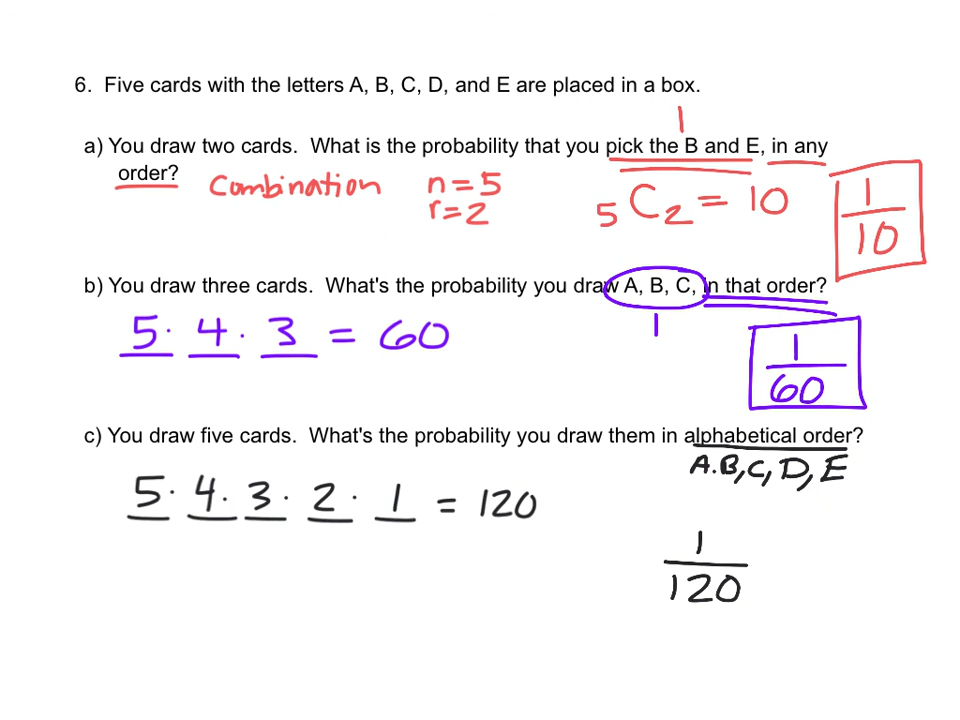 6. Five cards with the letters A, B, C, D, and E are placed in a box.
1
a) You draw two cards. What is the probability that you pick the B and E, in any
order? Combination n=5
r=2
5C2 = 10
1
10
b) You draw three cards. What's the probability you draw A, B, C, in that order?
5 · 4 · 3 = 60
1
1
60
c) You draw five cards. What's the probability you draw them in alphabetical order?
A.B,C,D,E
5 · 4 · 3 · 2 · 1 = 120
1
120